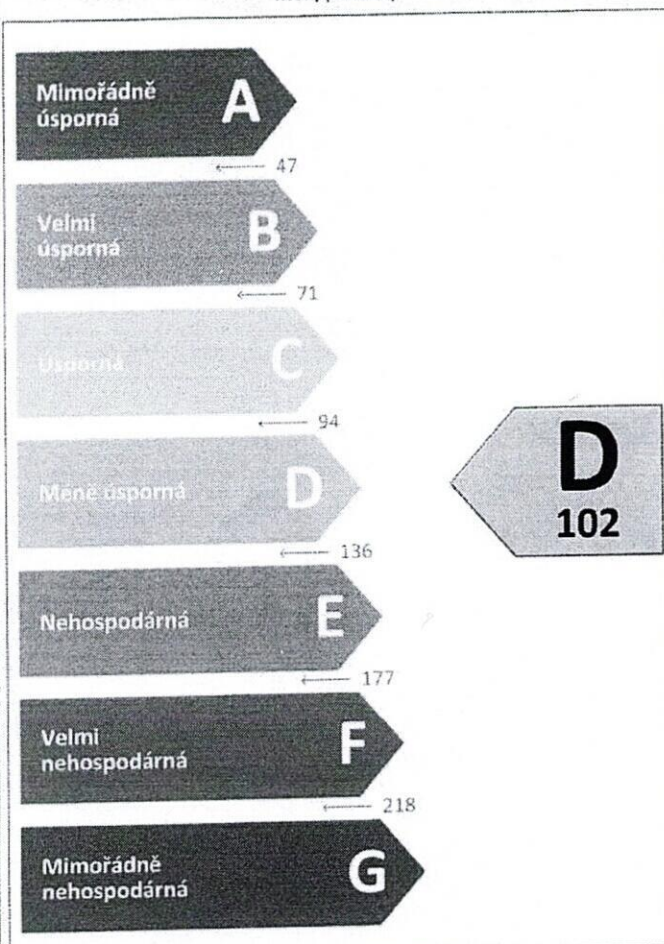 Mimořádně
úsporná
A
47
Velmi
úsporná
B
71
Úsporná
C
94
Méně úsporná
D
136
D
102
Nehospodárná
E
177
Velmi
nehospodárná
F
218
Mimořádně
nehospodárná
G